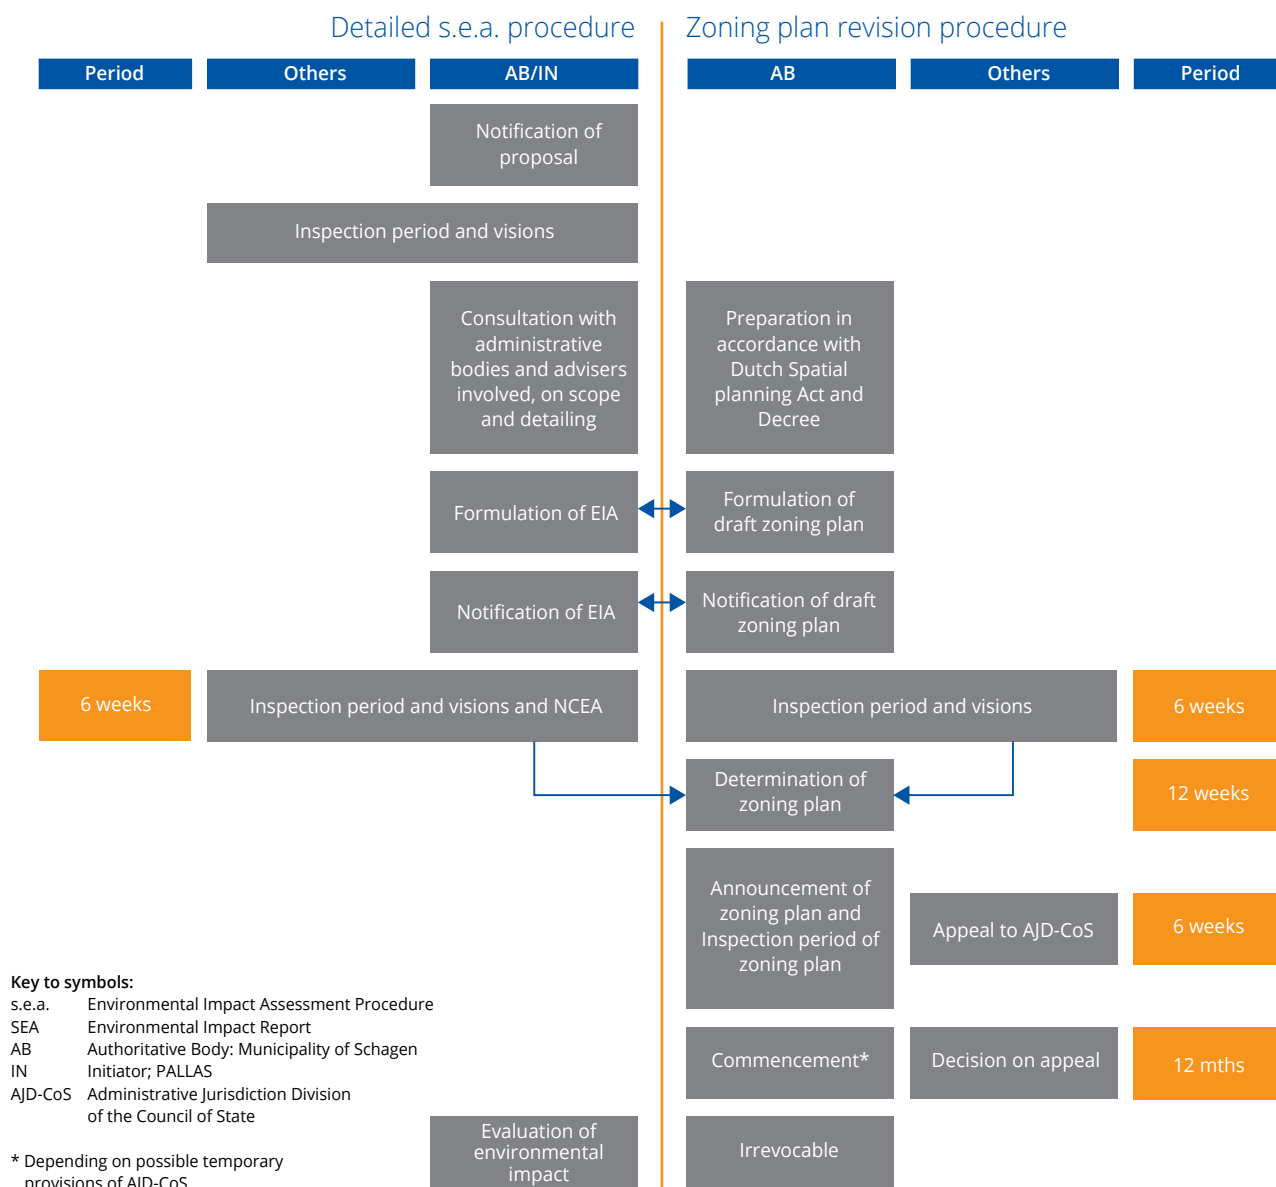 Detailed s.e.a. procedure
Zoning plan revision procedure
Period
Others
AB/IN
AB
Others
Period
Notification of
proposal
Inspection period and visions
Consultation with
administrative
bodies and advisers
involved, on scope
and detailing
Preparation in
accordance with
Dutch Spatial
planning Act and
Decree
Formulation of EIA
Formulation of
draft zoning plan
Notification of EIA
Notification of draft
zoning plan
6 weeks
Inspection period and visions and NCEA
Inspection period and visions
6 weeks
Determination of
zoning plan
12 weeks
Announcement of
zoning plan and
Inspection period of
zoning plan
Appeal to AJD-CoS
6 weeks
Commencement*
Decision on appeal
12 mths
Evaluation of
environmental
impact
Irrevocable
Key to symbols:
s.e.a. Environmental Impact Assessment Procedure
SEA Environmental Impact Report
AB Authoritative Body: Municipality of Schagen
IN Initiator; PALLAS
AJD-CoS Administrative Jurisdiction Division
of the Council of State
* Depending on possible temporary
provisions of AJD-CoS